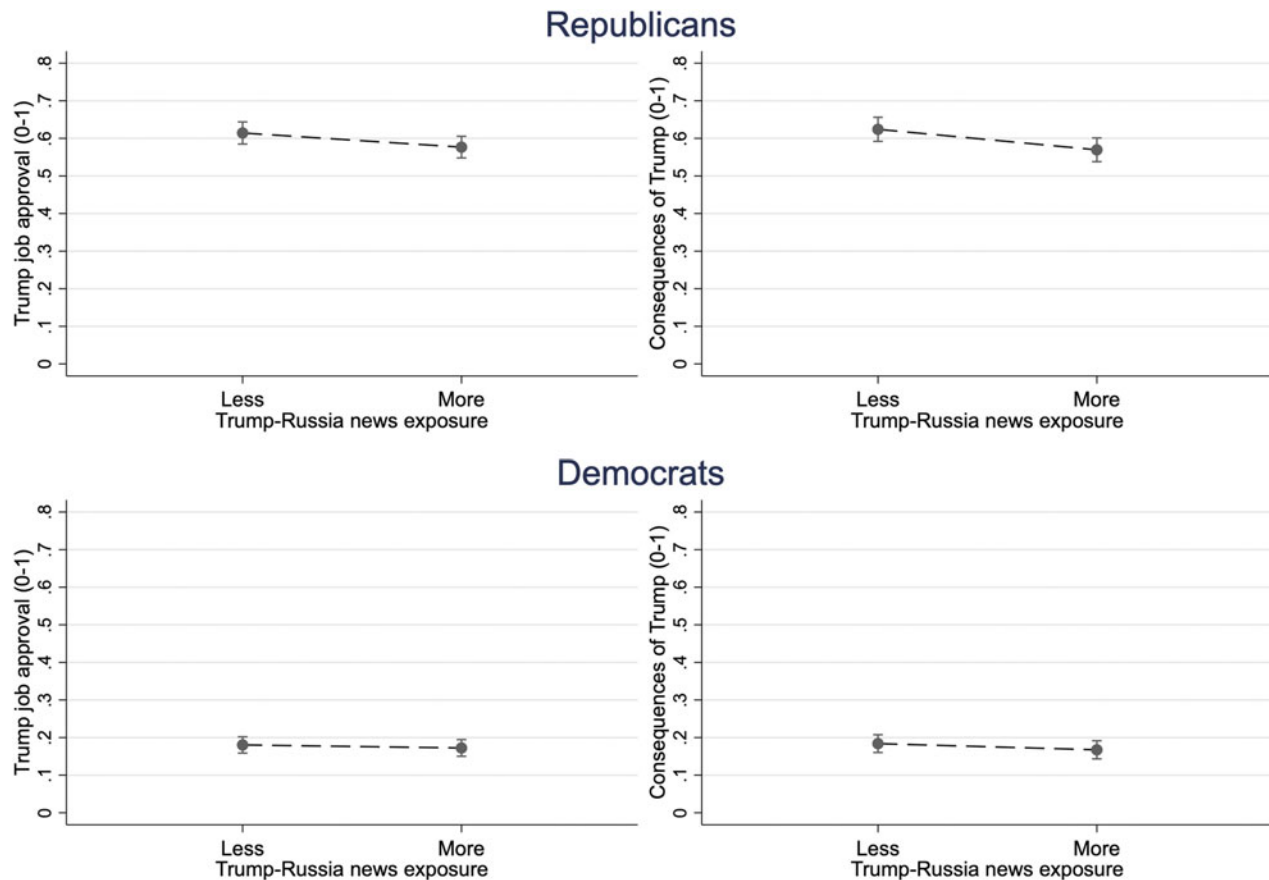 Republicans
Trump job approval (0-1)
.8
.7
.6
.5
.4
.3
.2
.1
0
Less
More
Trump-Russia news exposure
Consequences of Trump (0-1)
.8
.7
.6
.5
.4
.3
.2
.1
0
Less
More
Trump-Russia news exposure
Democrats
Trump job approval (0-1)
.8
.7
.6
.5
.4
.3
.2
.1
0
Less
More
Trump-Russia news exposure
Consequences of Trump (0-1)
.8
.7
.6
.5
.4
.3
.2
.1
0
Less
More
Trump-Russia news exposure